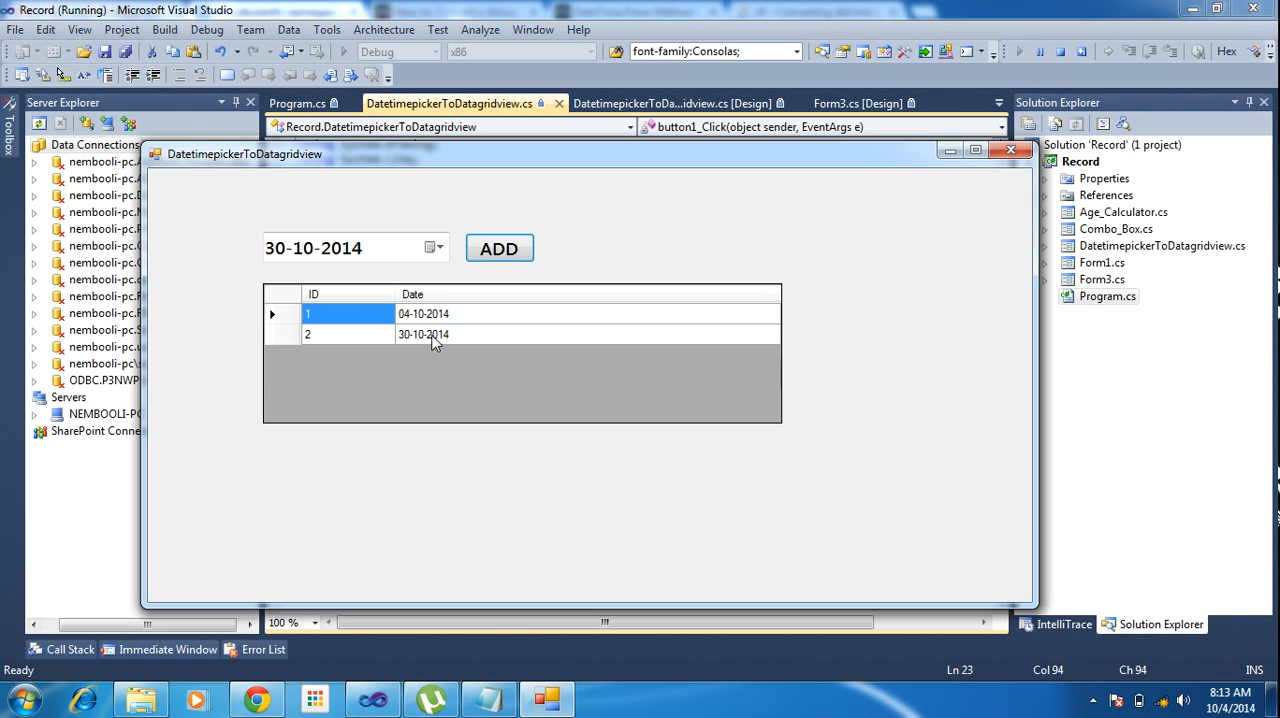 Record (Running) - Microsoft Visual Studio
File Edit View Project Build Debug Team Data Tools Architecture Test Analyze Window Help
Debug x86 font-family:Consolas; Hex
Server Explorer
Program.cs DatetimepickerToDatagridview.cs DatetimepickerToDa...idview.cs [Design] Form3.cs [Design]
Solution Explorer
Record.DatetimepickerToDatagridview button1_Click(object sender, EventArgs e)
Toolbox
Data Connections
nembooli-pc.
nembooli-pc.
nembooli-pc.
nembooli-pc.
nembooli-pc.
nembooli-pc.
nembooli-pc.
nembooli-pc.
nembooli-pc.
nembooli-pc.
nembooli-pc.
nembooli-pc.
nembooli-pc\
ODBC.P3NWP
Servers
NEMBOOLI-PC
SharePoint Conne
DatetimepickerToDatagridview
30-10-2014 ADD
ID Date
1 04-10-2014
2 30-10-2014
Solution 'Record' (1 project)
Record
Properties
References
Age_Calculator.cs
Combo_Box.cs
DatetimepickerToDatagridview.cs
Form1.cs
Form3.cs
Program.cs
100 %
IntelliTrace Solution Explorer
Call Stack Immediate Window Error List
Ready Ln 23 Col 94 Ch 94 INS
8:13 AM
10/4/2014